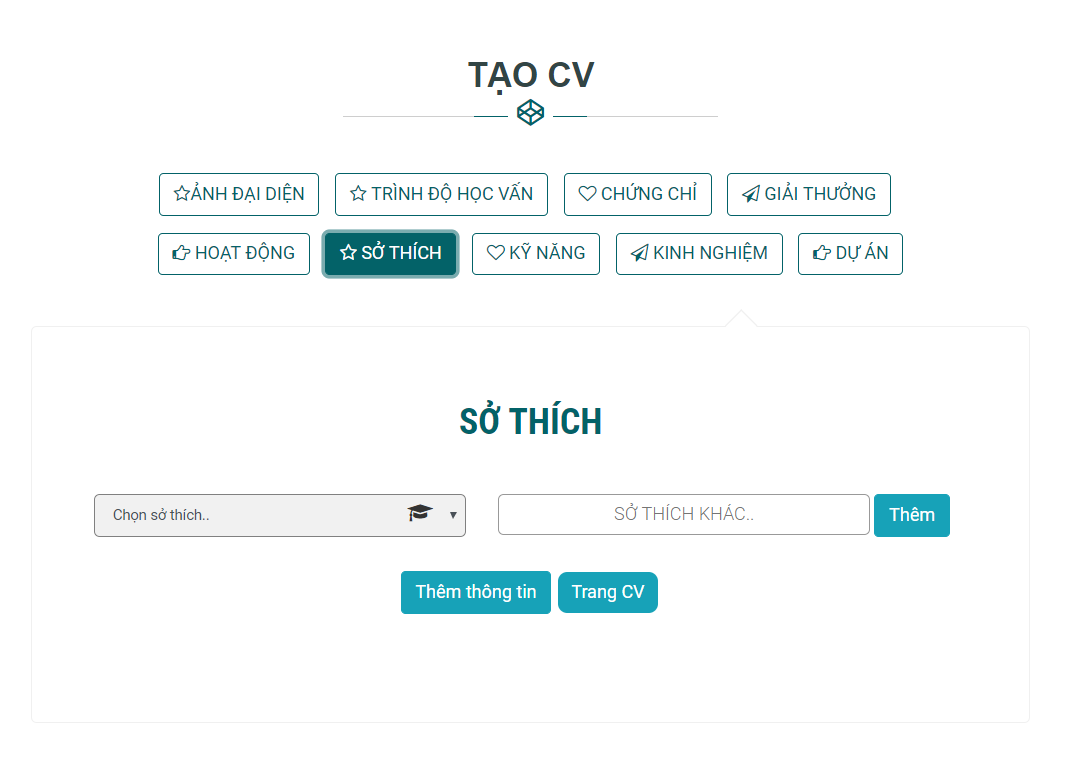 TẠO CV
ẢNH ĐẠI DIỆN TRÌNH ĐỘ HỌC VẤN CHỨNG CHỈ GIẢI THƯỞNG
HOẠT ĐỘNG SỞ THÍCH KỸ NĂNG KINH NGHIỆM DỰ ÁN
SỞ THÍCH
Chọn sở thích.. SỞ THÍCH KHÁC.. Thêm
Thêm thông tin Trang CV